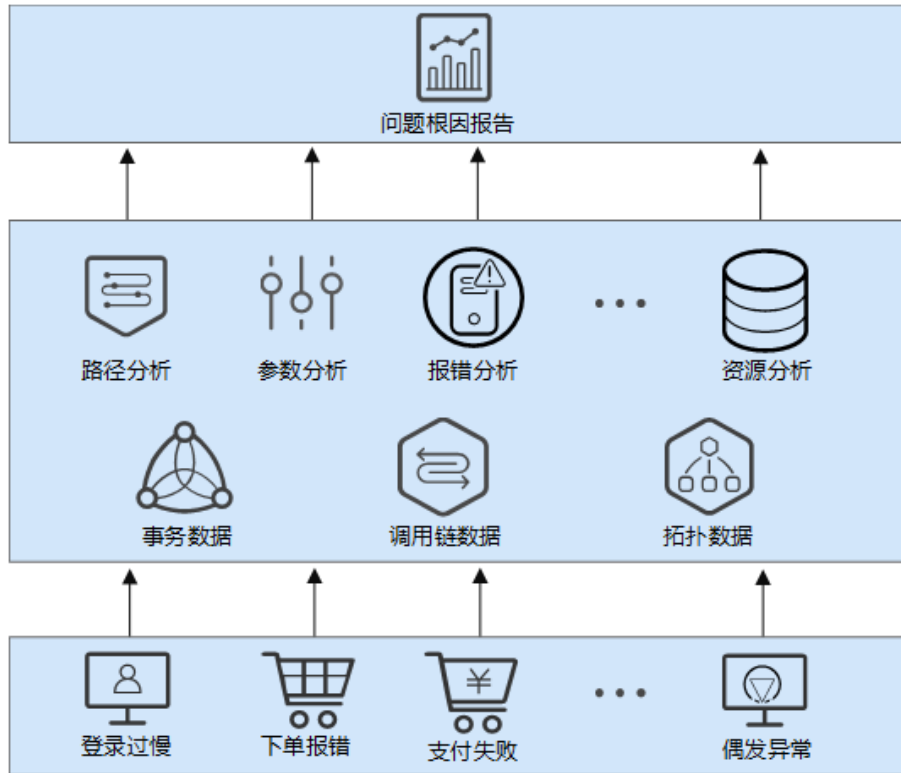 问题根因报告
路径分析 参数分析 报错分析 资源分析
事务数据 调用链数据 拓扑数据
¥
登录过慢 下单报错 支付失败 偶发异常